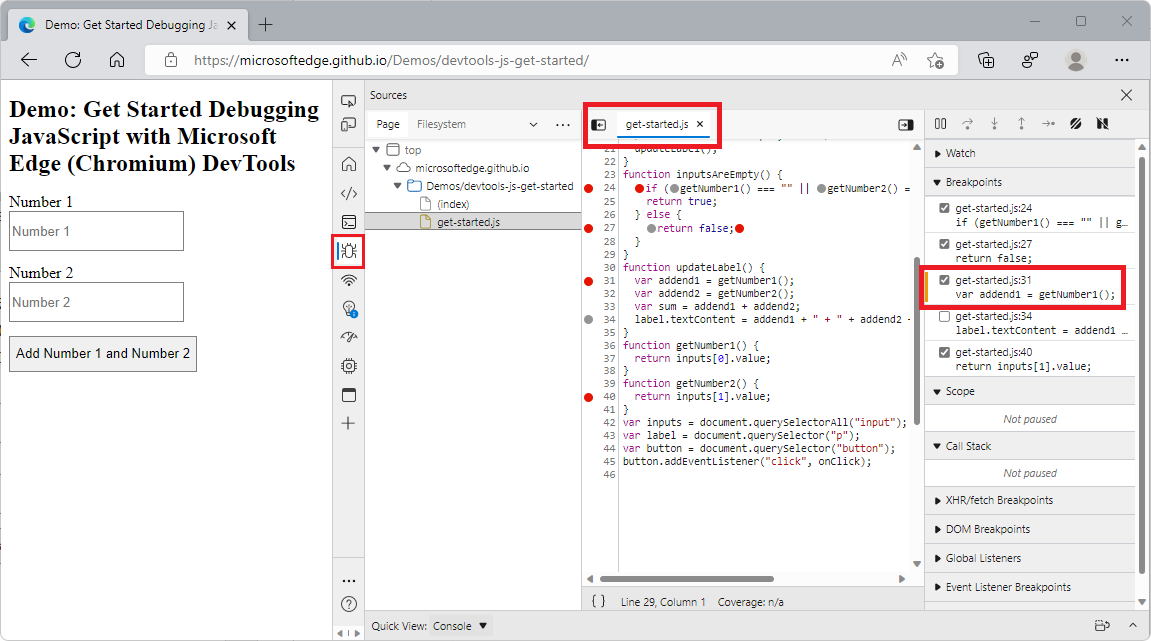 Demo: Get Started Debugging Ja
https://microsoftedge.github.io/Demos/devtools-js-get-started/
Demo: Get Started Debugging
JavaScript with Microsoft
Edge (Chromium) DevTools
Number 1
Number 1
Number 2
Number 2
Add Number 1 and Number 2
Sources
Page
Filesystem
top
microsoftedge.github.io
Demos/devtools-js-get-started
(index)
get-started.js
get-started.js
21 updateLabel();
22 }
23 function inputsAreEmpty() {
24 if (getNumber1() === "" || getNumber2() =
25 return true;
26 } else {
27 return false;
28 }
29 }
30 function updateLabel() {
31 var addend1 = getNumber1();
32 var addend2 = getNumber2();
33 var sum = addend1 + addend2;
34 label.textContent = addend1 + " + " + addend2 +
35 }
36 function getNumber1() {
37 return inputs[0].value;
38 }
39 function getNumber2() {
40 return inputs[1].value;
41 }
42 var inputs = document.querySelectorAll("input");
43 var label = document.querySelector("p");
44 var button = document.querySelector("button");
45 button.addEventListener("click", onClick);
46
{ } Line 29, Column 1 Coverage: n/a
Watch
Breakpoints
get-started.js:24
if (getNumber1() === "" || g…
get-started.js:27
return false;
get-started.js:31
var addend1 = getNumber1();
get-started.js:34
label.textContent = addend1 …
get-started.js:40
return inputs[1].value;
Scope
Not paused
Call Stack
Not paused
XHR/fetch Breakpoints
DOM Breakpoints
Global Listeners
Event Listener Breakpoints
Quick View: Console